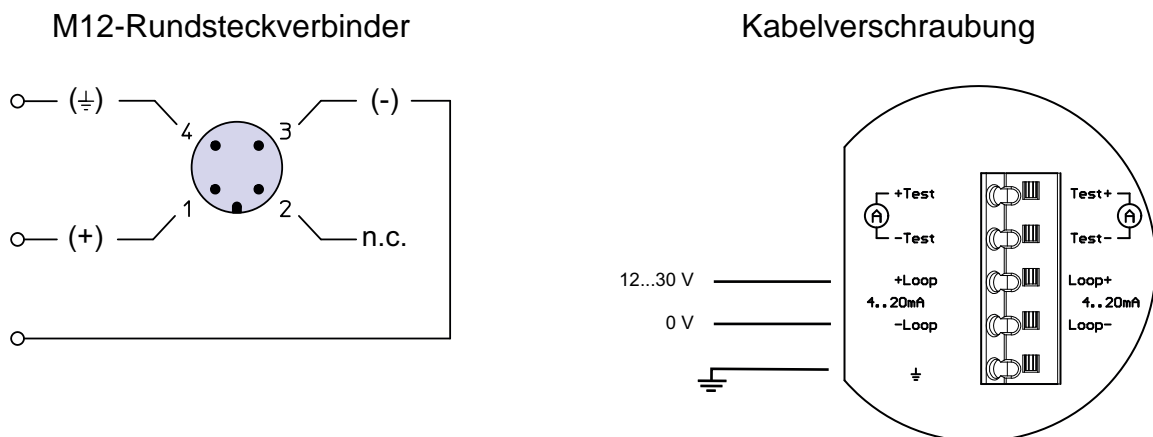 M12-Rundsteckverbinder
Kabelverschraubung
(⏚)
(-)
4
3
1
2
(+)
n.c.
+Test
Test+
A
A
-Test
Test-
12...30 V
+Loop
Loop+
4..20mA
4..20mA
0 V
-Loop
Loop-